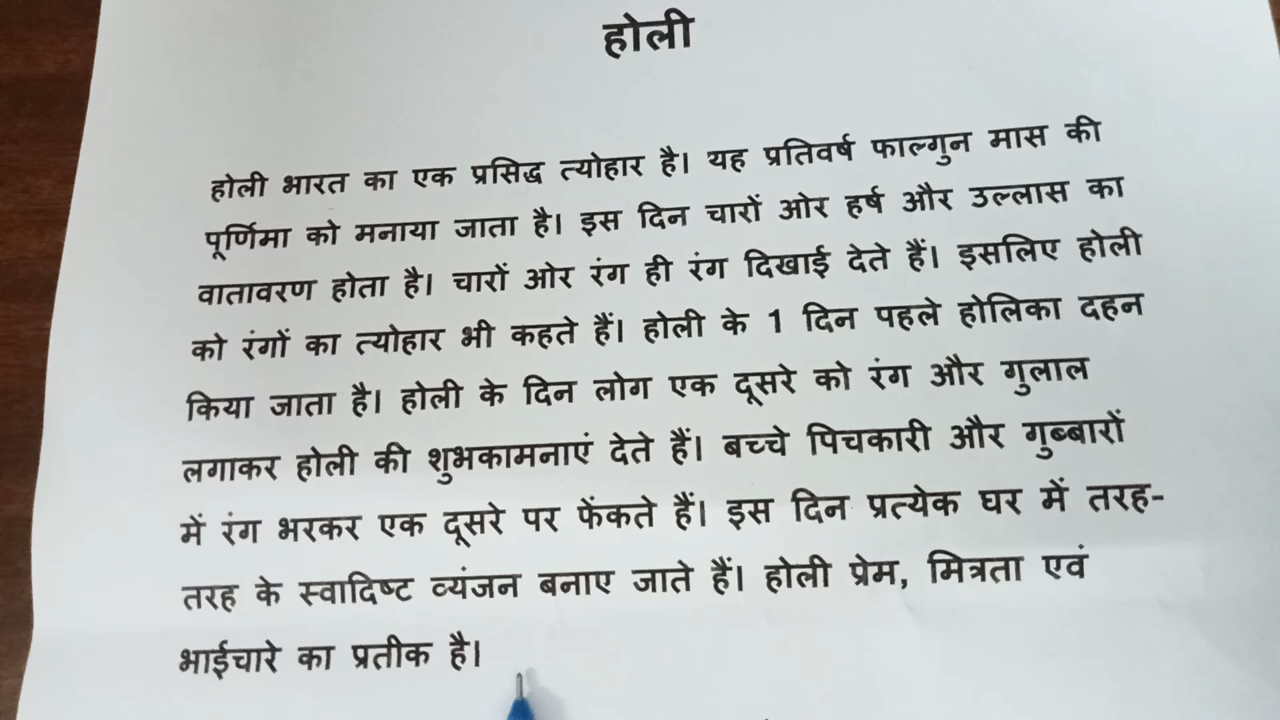 होली
होली भारत का एक प्रसिद्ध त्योहार है। यह प्रतिवर्ष फाल्गुन मास की
पूर्णिमा को मनाया जाता है। इस दिन चारों ओर हर्ष और उल्लास का
वातावरण होता है। चारों ओर रंग ही रंग दिखाई देते हैं। इसलिए होली
को रंगों का त्योहार भी कहते हैं। होली के 1 दिन पहले होलिका दहन
किया जाता है। होली के दिन लोग एक दूसरे को रंग और गुलाल
लगाकर होली की शुभकामनाएं देते हैं। बच्चे पिचकारी और गुब्बारों
में रंग भरकर एक दूसरे पर फेंकते हैं। इस दिन प्रत्येक घर में तरह-
तरह के स्वादिष्ट व्यंजन बनाए जाते हैं। होली प्रेम, मित्रता एवं
भाईचारे का प्रतीक है।